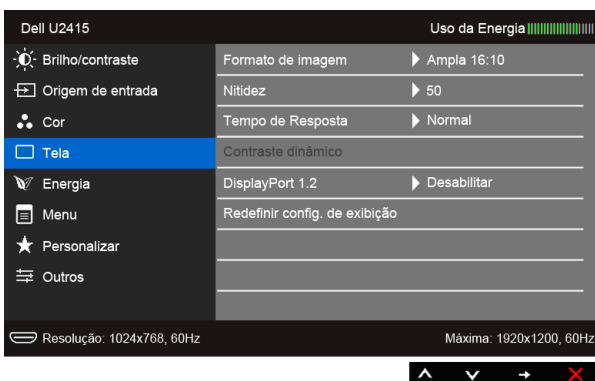 Dell U2415 Uso da Energia
Brilho/contraste Formato de imagem Ampla 16:10
Origem de entrada Nitidez 50
Cor Tempo de Resposta Normal
Tela Contraste dinâmico
Energia DisplayPort 1.2 Desabilitar
Menu Redefinir config. de exibição
Personalizar
Outros
Resolução: 1024x768, 60Hz Máxima: 1920x1200, 60Hz